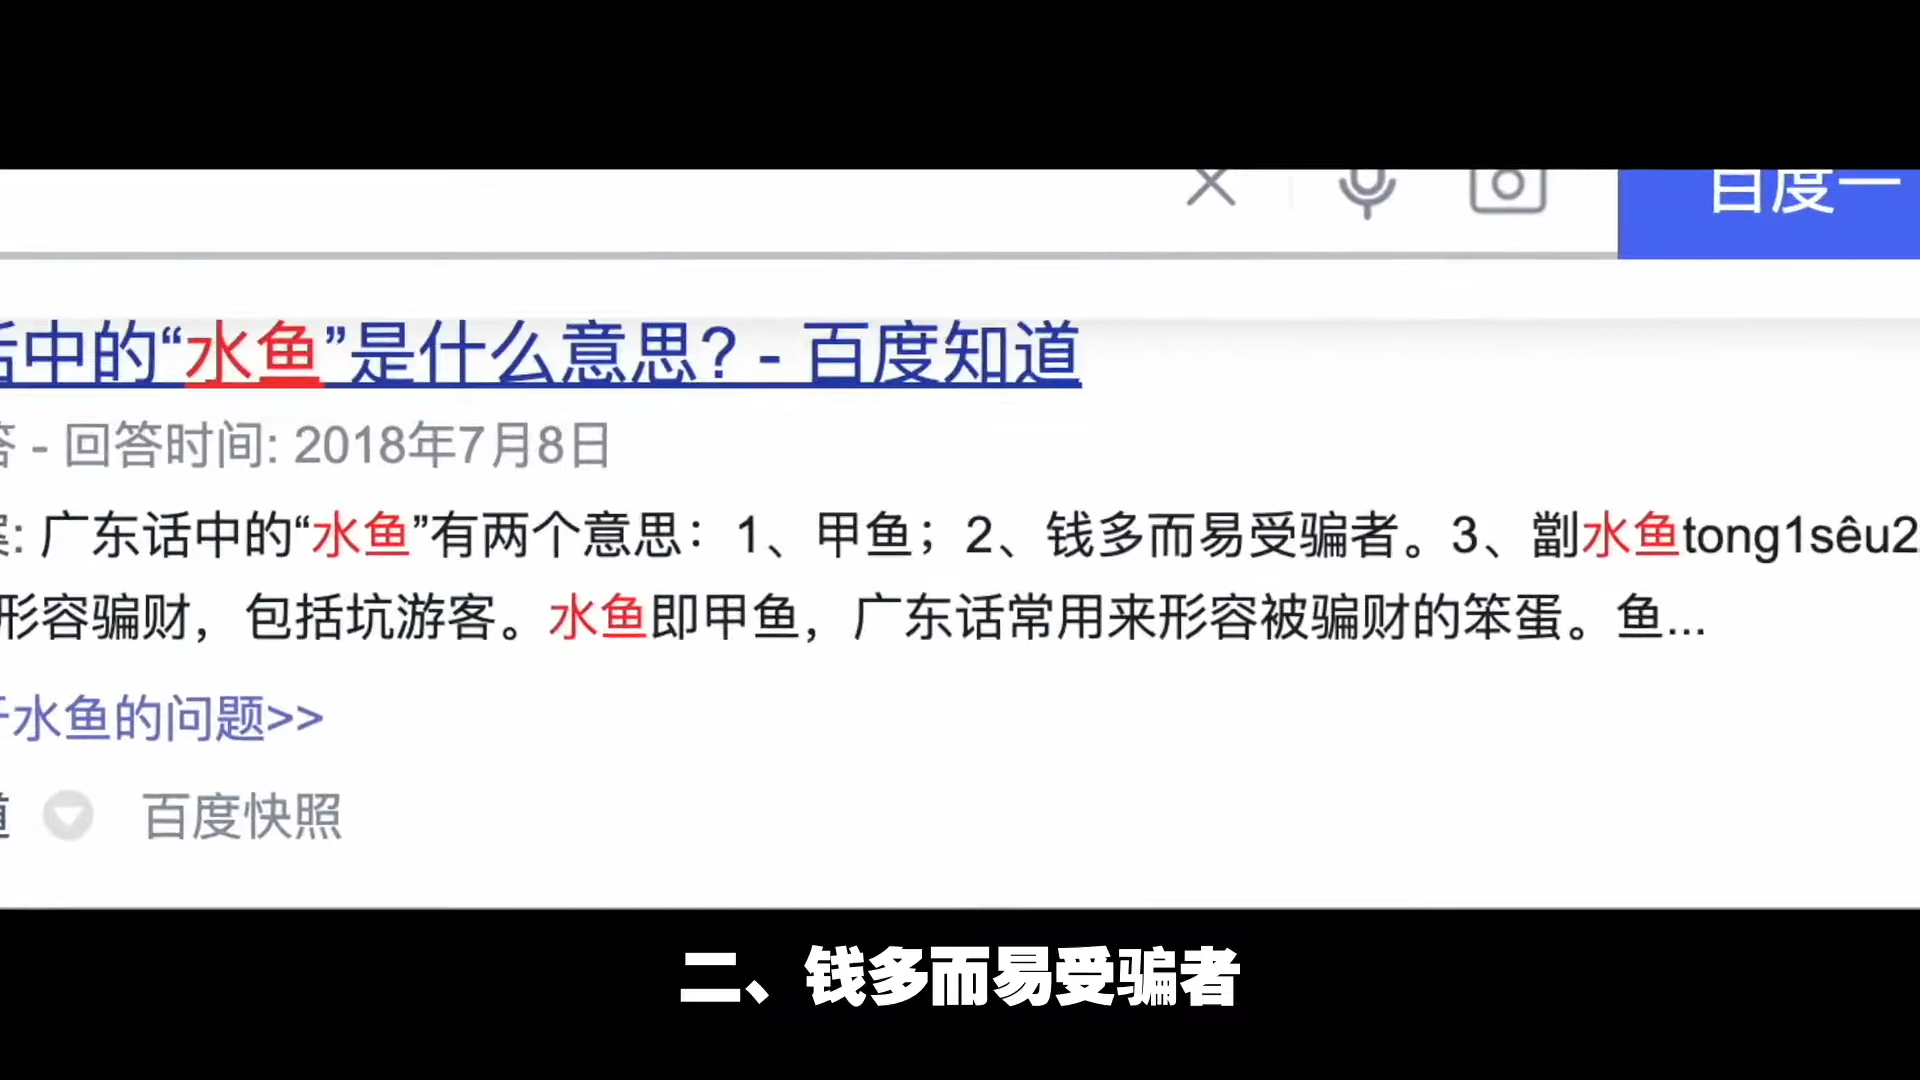 百度一
话中的“水鱼”是什么意思? - 百度知道
答 - 回答时间: 2018年7月8日
案: 广东话中的“水鱼”有两个意思：1、甲鱼；2、钱多而易受骗者。3、劏水鱼tong1sêu2
形容骗财，包括坑游客。水鱼即甲鱼，广东话常用来形容被骗财的笨蛋。鱼...
水鱼的问题>>
道 百度快照
二、钱多而易受骗者